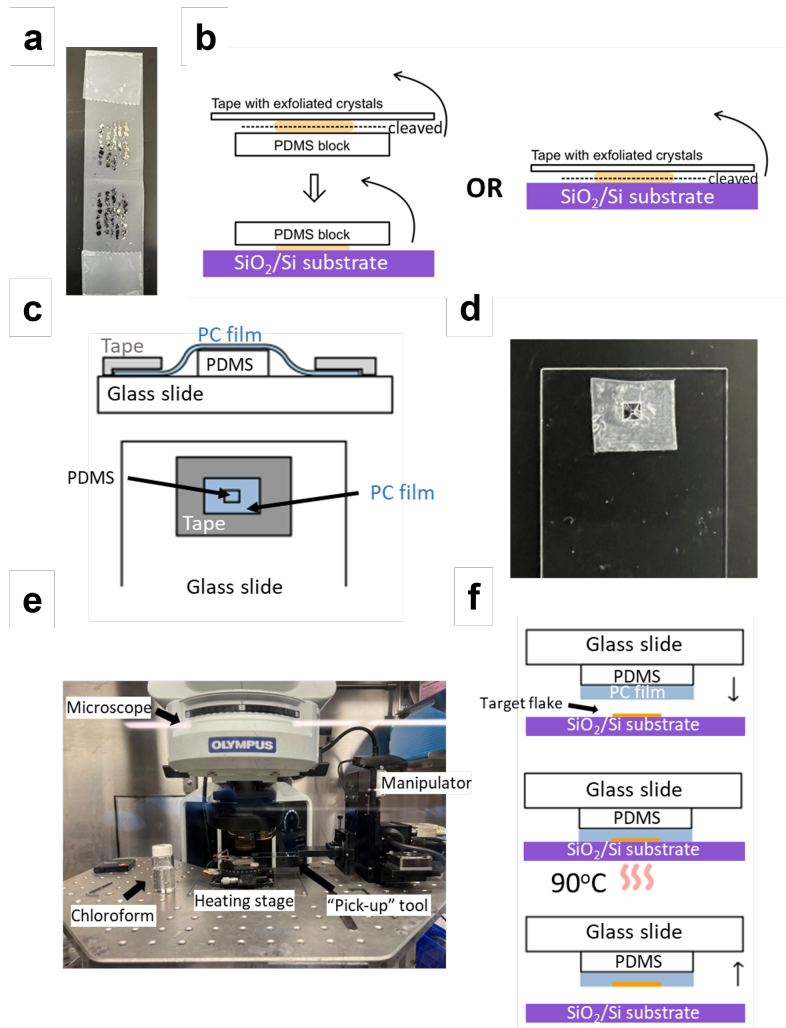 a
b
Tape with exfoliated crystals
cleaved
PDMS block
PDMS block
SiO₂/Si substrate
OR
Tape with exfoliated crystals
cleaved
SiO₂/Si substrate
c
PC film
Tape
PDMS
Glass slide
PDMS
PC film
Tape
Glass slide
d
e
Microscope
OLYMPUS
Manipulator
Chloroform
Heating stage
“Pick-up” tool
f
Glass slide
PDMS
PC film
Target flake
SiO₂/Si substrate
Glass slide
PDMS
SiO₂/Si substrate
90°C
Glass slide
PDMS
SiO₂/Si substrate